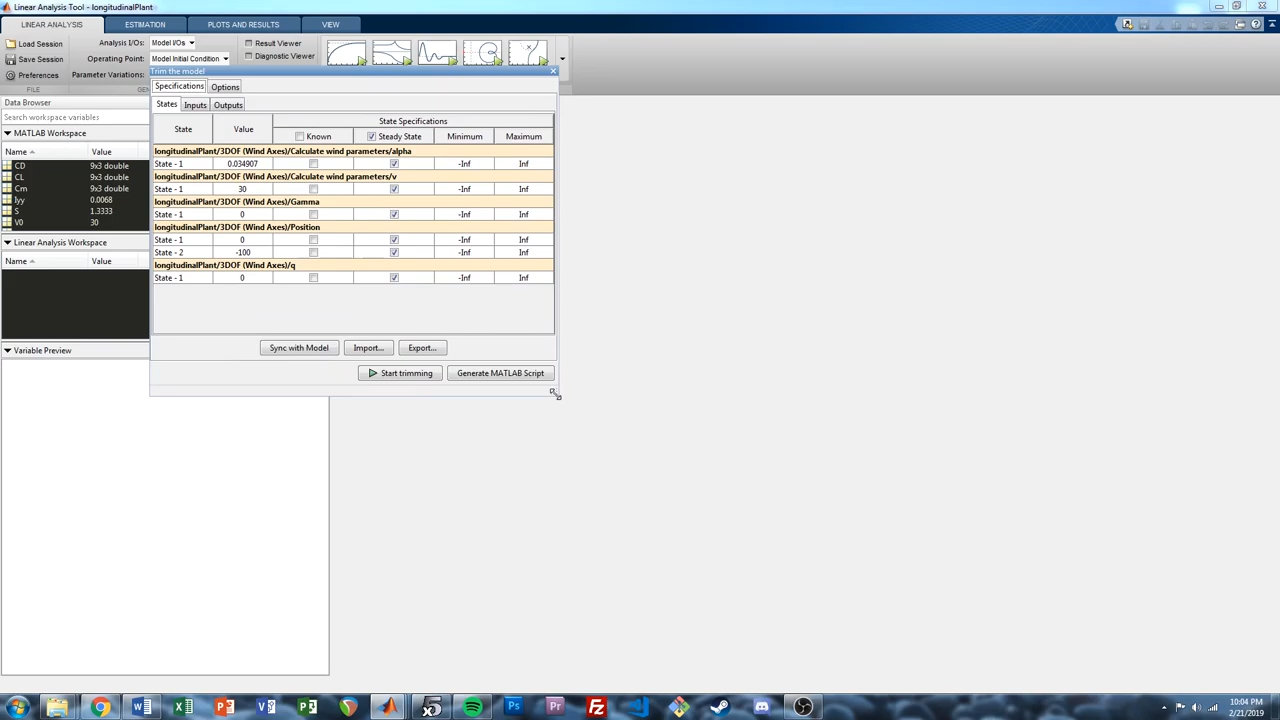 Linear Analysis Tool - longitudinalPlant
LINEAR ANALYSIS ESTIMATION PLOTS AND RESULTS VIEW
Load Session Analysis I/Os: Model I/Os Result Viewer
Save Session Operating Point: Model Initial Condition Diagnostic Viewer
Preferences Parameter Variations:
FILE
Trim the model
Specifications Options
States Inputs Outputs
State Value State Specifications
Known Steady State Minimum Maximum
longitudinalPlant/3DOF (Wind Axes)/Calculate wind parameters/alpha
State - 1 0.034907 -Inf Inf
longitudinalPlant/3DOF (Wind Axes)/Calculate wind parameters/v
State - 1 30 -Inf Inf
longitudinalPlant/3DOF (Wind Axes)/Gamma
State - 1 0 -Inf Inf
longitudinalPlant/3DOF (Wind Axes)/Position
State - 1 0 -Inf Inf
State - 2 -100 -Inf Inf
longitudinalPlant/3DOF (Wind Axes)/q
State - 1 0 -Inf Inf
Sync with Model Import... Export...
Start trimming Generate MATLAB Script
Data Browser
Search workspace variables
MATLAB Workspace
Name Value
CD 9x3 double
CL 9x3 double
Cm 9x3 double
Iyy 0.0068
S 1.3333
V0 30
Linear Analysis Workspace
Name Value
Variable Preview
10:04 PM
2/21/2019